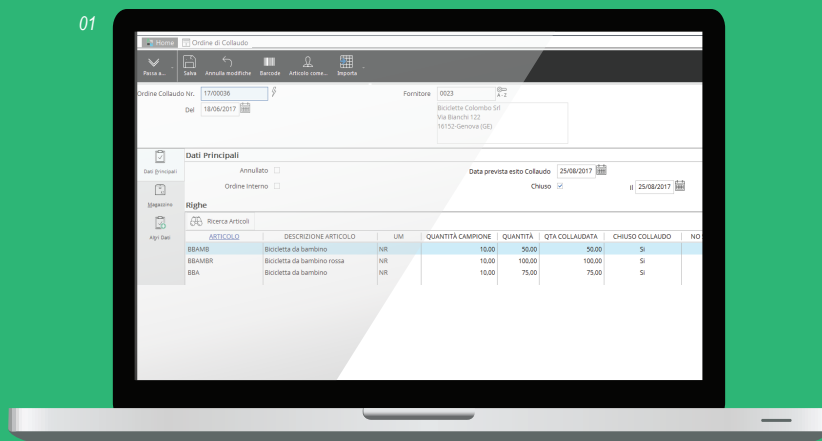 01
Home Ordine di Collaudo
Passa a... Salva Annulla modifiche Barcode Articolo come... Importa
Ordine Collaudo Nr. 17/00036 Fornitore 0023 A - Z
Del 18/06/2017 Biciclette Colombo Srl
Via Bianchi 122
16152-Genova (GE)
Dati Principali
Dati Principali Annullato Data prevista esito Collaudo 25/08/2017
Ordine Interno Chiuso il 25/08/2017
Magazzino Righe
Ricerca Articoli
Altri Dati ARTICOLO DESCRIZIONE ARTICOLO UM QUANTITÀ CAMPIONE QUANTITÀ QTA COLLAUDATA CHIUSO COLLAUDO NO
BBAMB Bicicletta da bambino NR 10,00 50,00 50,00 Si
BBAMBR Bicicletta da bambino rossa NR 10,00 100,00 100,00 Si
BBA Bicicletta da bambino NR 10,00 75,00 75,00 Si